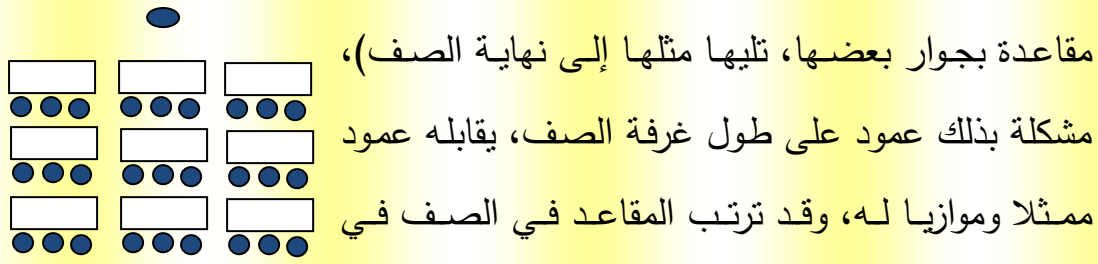 مقاعدة بجوار بعضها، تليها مثلها إلى نهاية الصف)،
مشكلة بذلك عمود على طول غرفة الصف، يقابله عمود
ممثلا وموازيا له، وقد ترتب المقاعد في الصف في